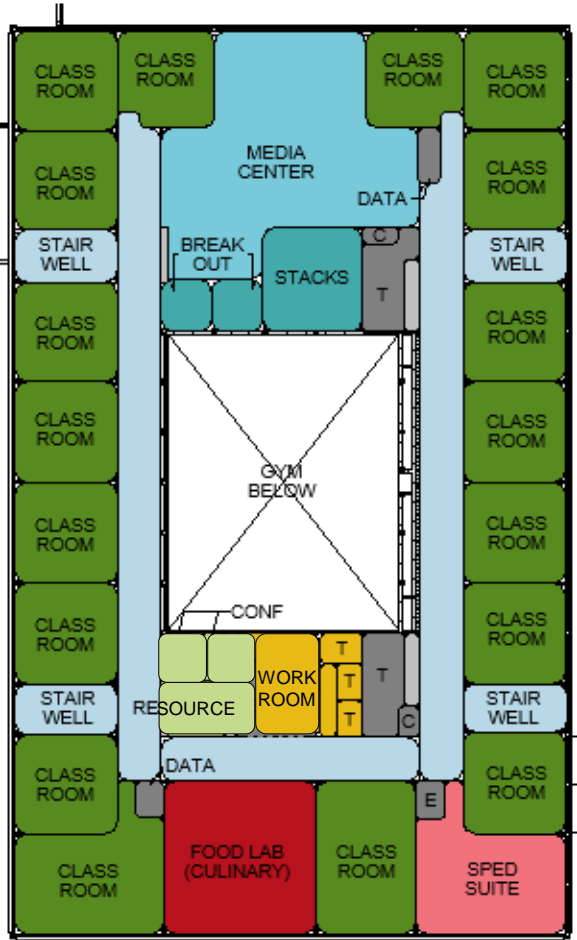 CLASS
ROOM
CLASS
ROOM
CLASS
ROOM
CLASS
ROOM
MEDIA
CENTER
CLASS
ROOM
CLASS
ROOM
DATA
STAIR
WELL
BREAK
OUT
STACKS
C
T
STAIR
WELL
CLASS
ROOM
CLASS
ROOM
CLASS
ROOM
CLASS
ROOM
GYM
BELOW
CLASS
ROOM
CLASS
ROOM
CLASS
ROOM
CLASS
ROOM
CONF
STAIR
WELL
RESOURCE
WORK
ROOM
T
T
T
T
C
STAIR
WELL
CLASS
ROOM
DATA
CLASS
ROOM
E
CLASS
ROOM
FOOD LAB
(CULINARY)
CLASS
ROOM
SPED
SUITE